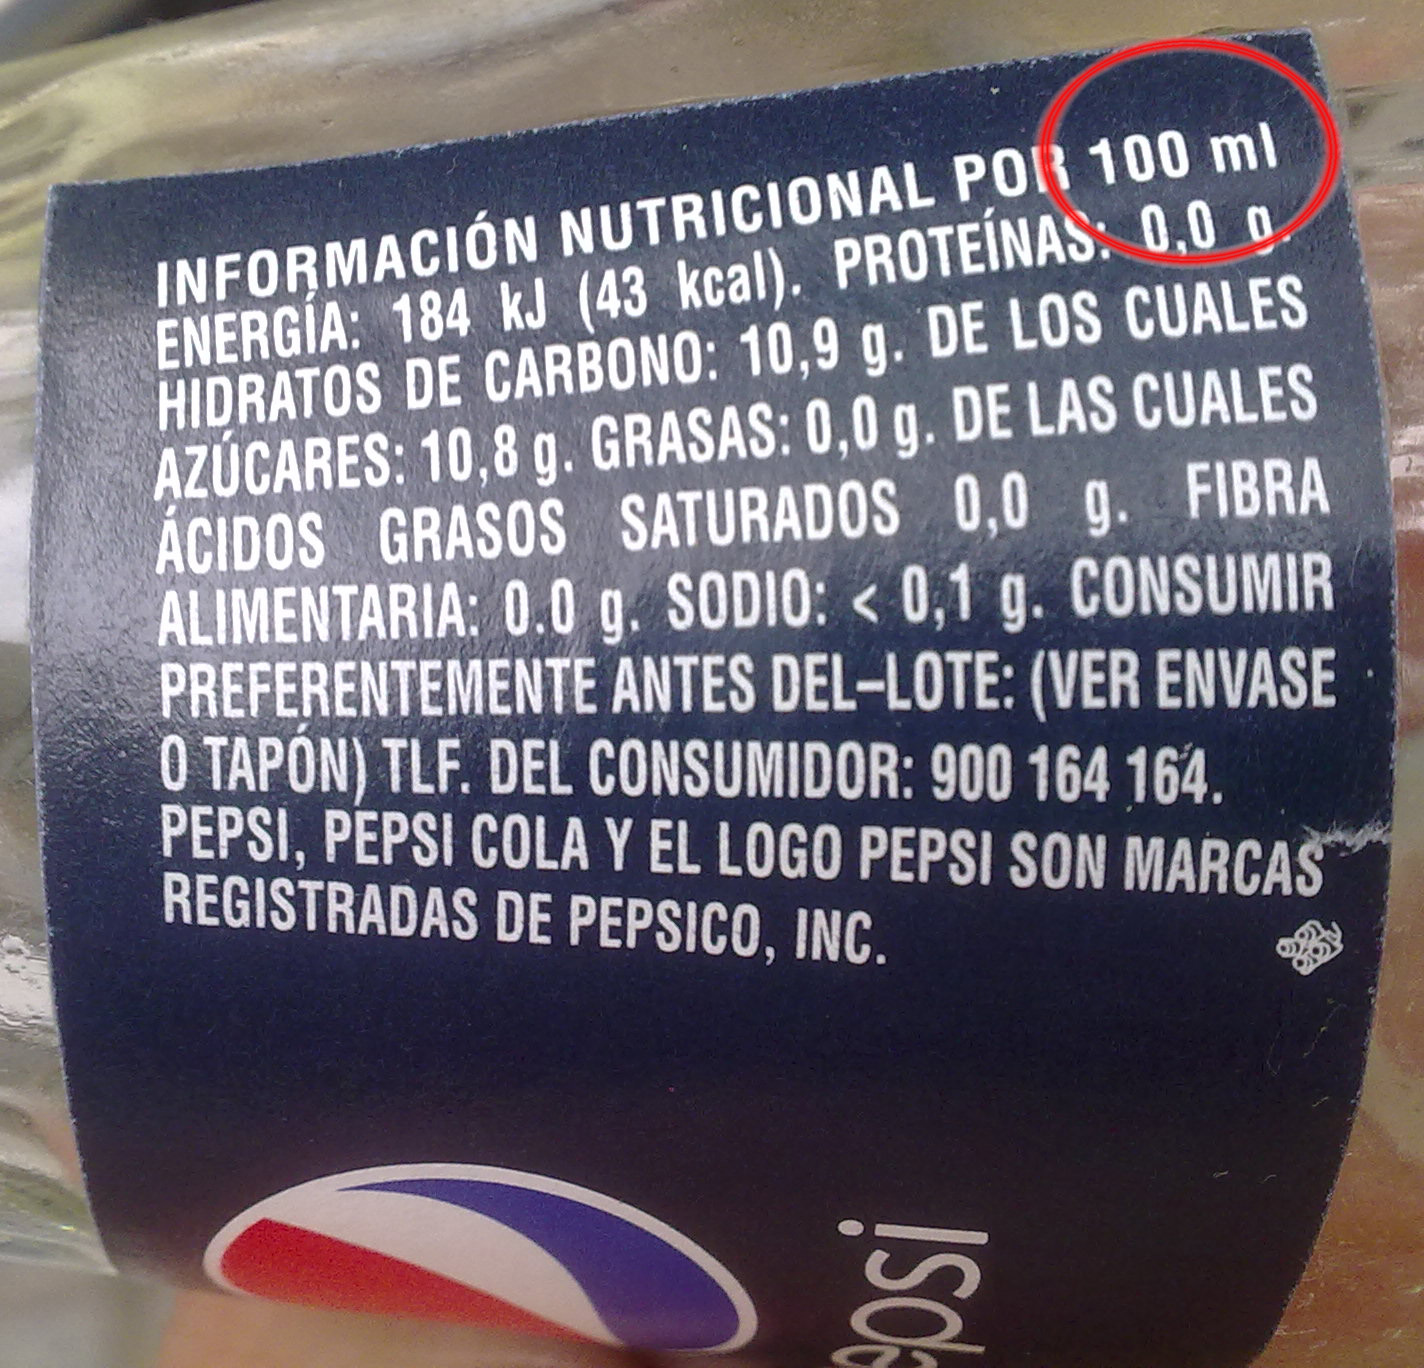 INFORMACIÓN NUTRICIONAL POR 100 ml
ENERGÍA: 184 kJ (43 kcal). PROTEÍNAS: 0,0 g.
HIDRATOS DE CARBONO: 10,9 g. DE LOS CUALES
AZÚCARES: 10,8 g. GRASAS: 0,0 g. DE LAS CUALES
ÁCIDOS GRASOS SATURADOS 0,0 g. FIBRA
ALIMENTARIA: 0.0 g. SODIO: < 0,1 g. CONSUMIR
PREFERENTEMENTE ANTES DEL-LOTE: (VER ENVASE
O TAPÓN) TLF. DEL CONSUMIDOR: 900 164 164.
PEPSI, PEPSI COLA Y EL LOGO PEPSI SON MARCAS
REGISTRADAS DE PEPSICO, INC.
epsi